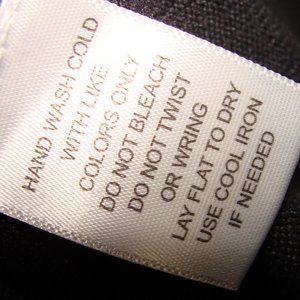 HAND WASH COLD
WITH LIKE
COLORS ONLY
DO NOT BLEACH
DO NOT TWIST
OR WRING
LAY FLAT TO DRY
USE COOL IRON
IF NEEDED